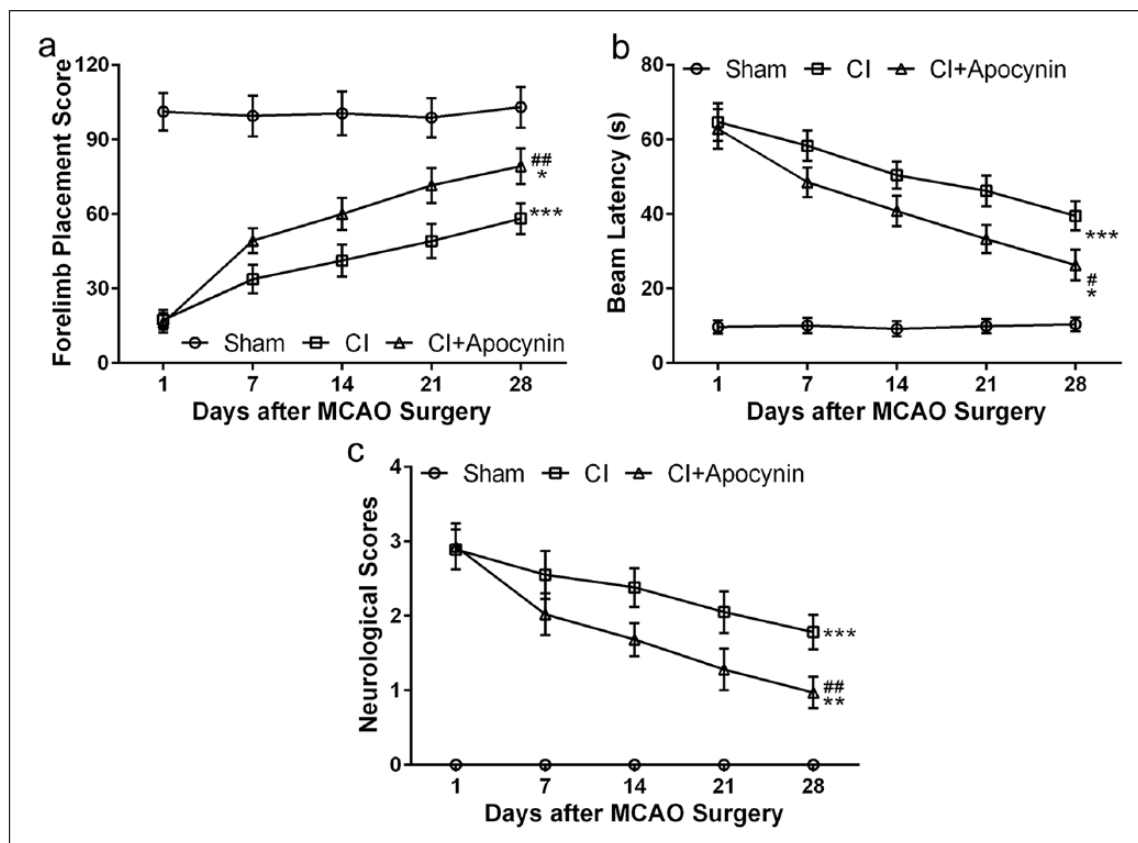 a
Forelimb Placement Score
120
90
60
30
0
##
*
***
Sham CI CI+Apocynin
1 7 14 21 28
Days after MCAO Surgery
b
Beam Latency (s)
80
60
40
20
0
Sham CI CI+Apocynin
***
#
*
1 7 14 21 28
Days after MCAO Surgery
c
Neurological Scores
4
3
2
1
0
Sham CI CI+Apocynin
***
##
**
1 7 14 21 28
Days after MCAO Surgery